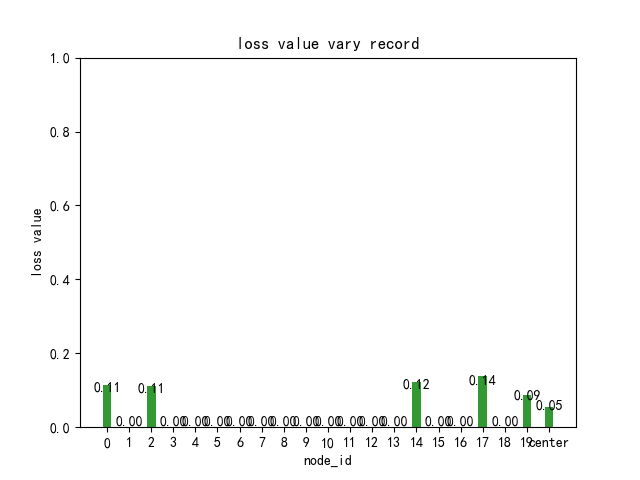 loss value vary record
1.0
0.8
0.6
0.4
0.2
0.0
loss value
0.11 0.00 0.11 0.00 0.00 0.00 0.00 0.00 0.00 0.00 0.00 0.00 0.00 0.00 0.12 0.00 0.00 0.14 0.00 0.09 0.05
0 1 2 3 4 5 6 7 8 9 10 11 12 13 14 15 16 17 18 19 center
node_id